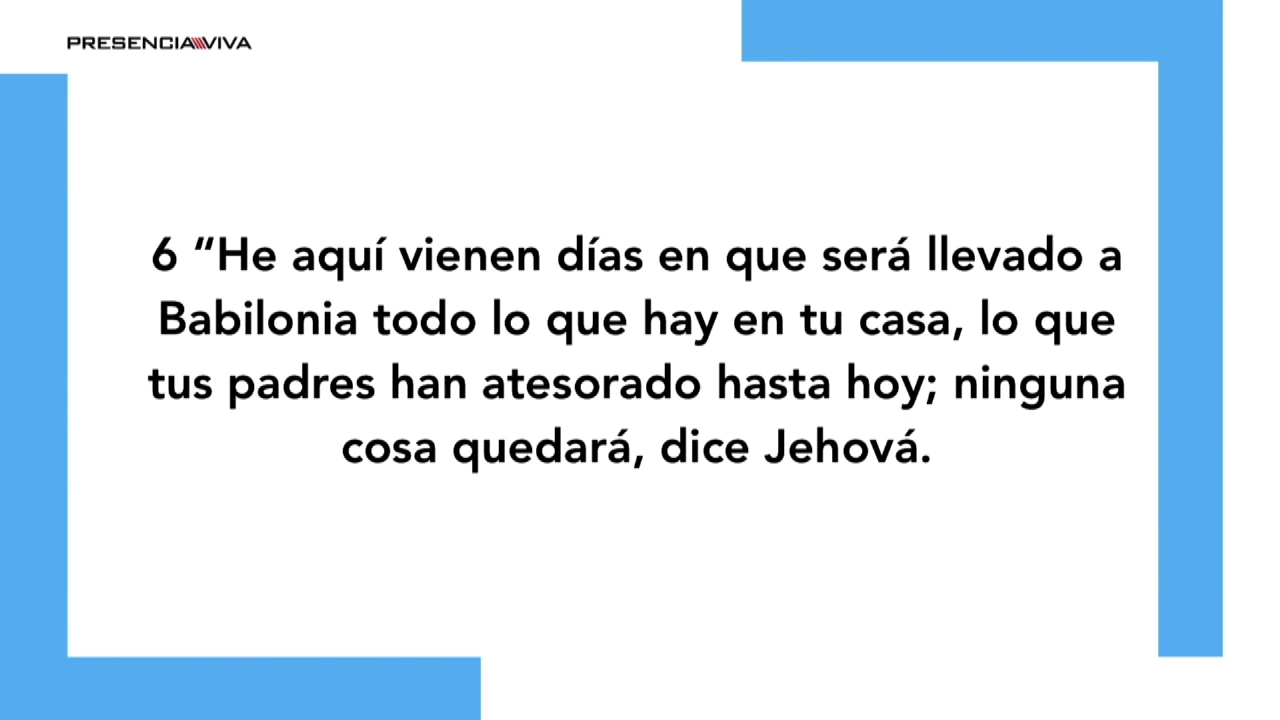 PRESENCIA VIVA
6 “He aquí vienen días en que será llevado a
Babilonia todo lo que hay en tu casa, lo que
tus padres han atesorado hasta hoy; ninguna
cosa quedará, dice Jehová.